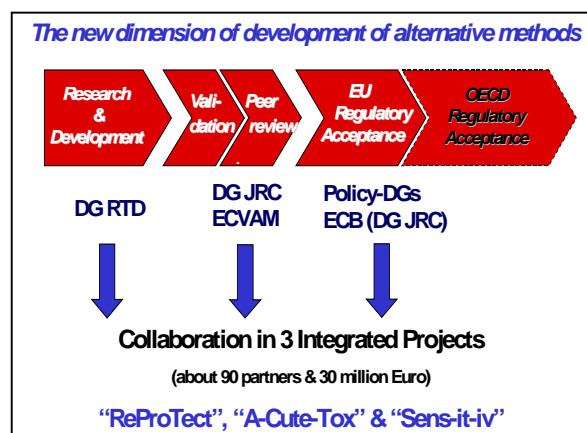 The new dimension of development of alternative methods
Research
&
Development
Vali-
dation
Peer
review
.
EU
Regulatory
Acceptance
OECD
Regulatory
Acceptance
DG RTD
DG JRC
ECVAM
Policy-DGs
ECB (DG JRC)
Collaboration in 3 Integrated Projects
(about 90 partners & 30 million Euro)
“ReProTect”, “A-Cute-Tox” & “Sens-it-iv”